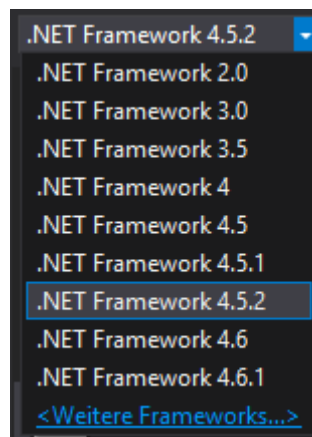 .NET Framework 4.5.2
.NET Framework 2.0
.NET Framework 3.0
.NET Framework 3.5
.NET Framework 4
.NET Framework 4.5
.NET Framework 4.5.1
.NET Framework 4.5.2
.NET Framework 4.6
.NET Framework 4.6.1
<Weitere Frameworks...>